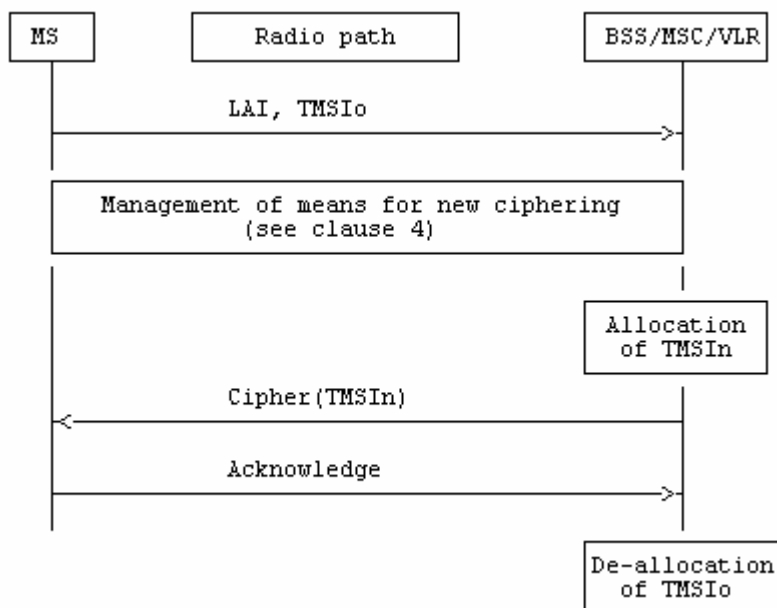 MS
Radio path
BSS/MSC/VLR
LAI, TMSIo
Management of means for new ciphering
(see clause 4)
Allocation
of TMSIn
Cipher(TMSIn)
Acknowledge
De-allocation
of TMSIo